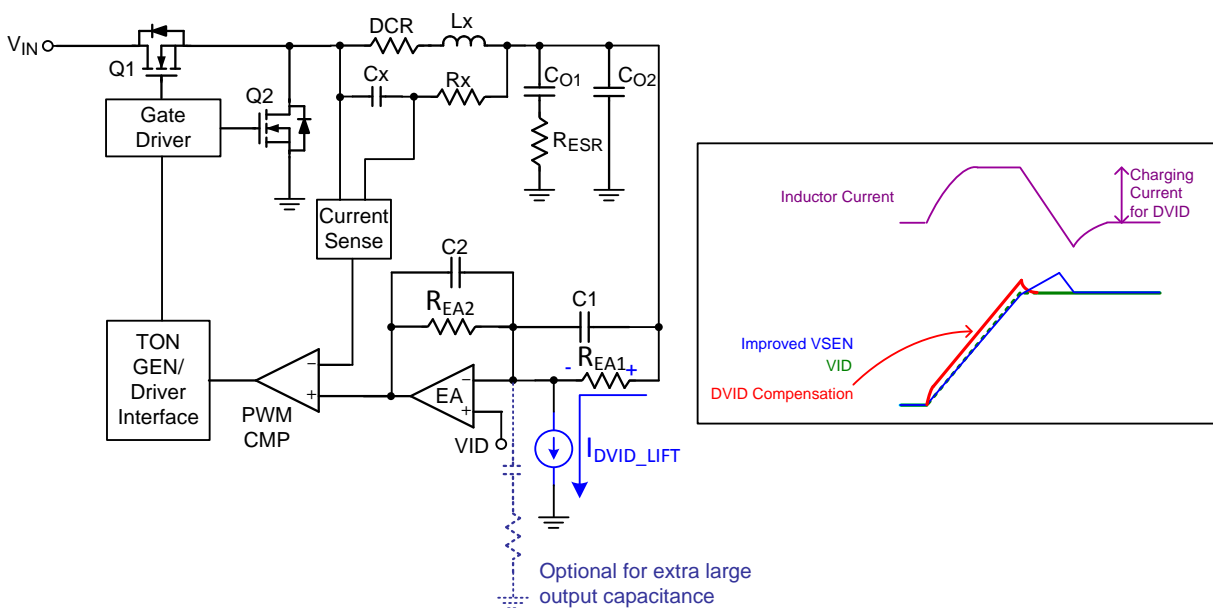 DCR
Lx
VIN
Q1
Cx
Rx
CO1
CO2
Q2
Gate
Driver
RESR
Current
Sense
C2
REA2
C1
REA1
- +
TON
GEN/
Driver
Interface
−
+
PWM
CMP
EA
−
+
VID
IDVID_LIFT
Optional for extra large
output capacitance
Inductor Current
Charging
Current
for DVID
Improved VSEN
VID
DVID Compensation